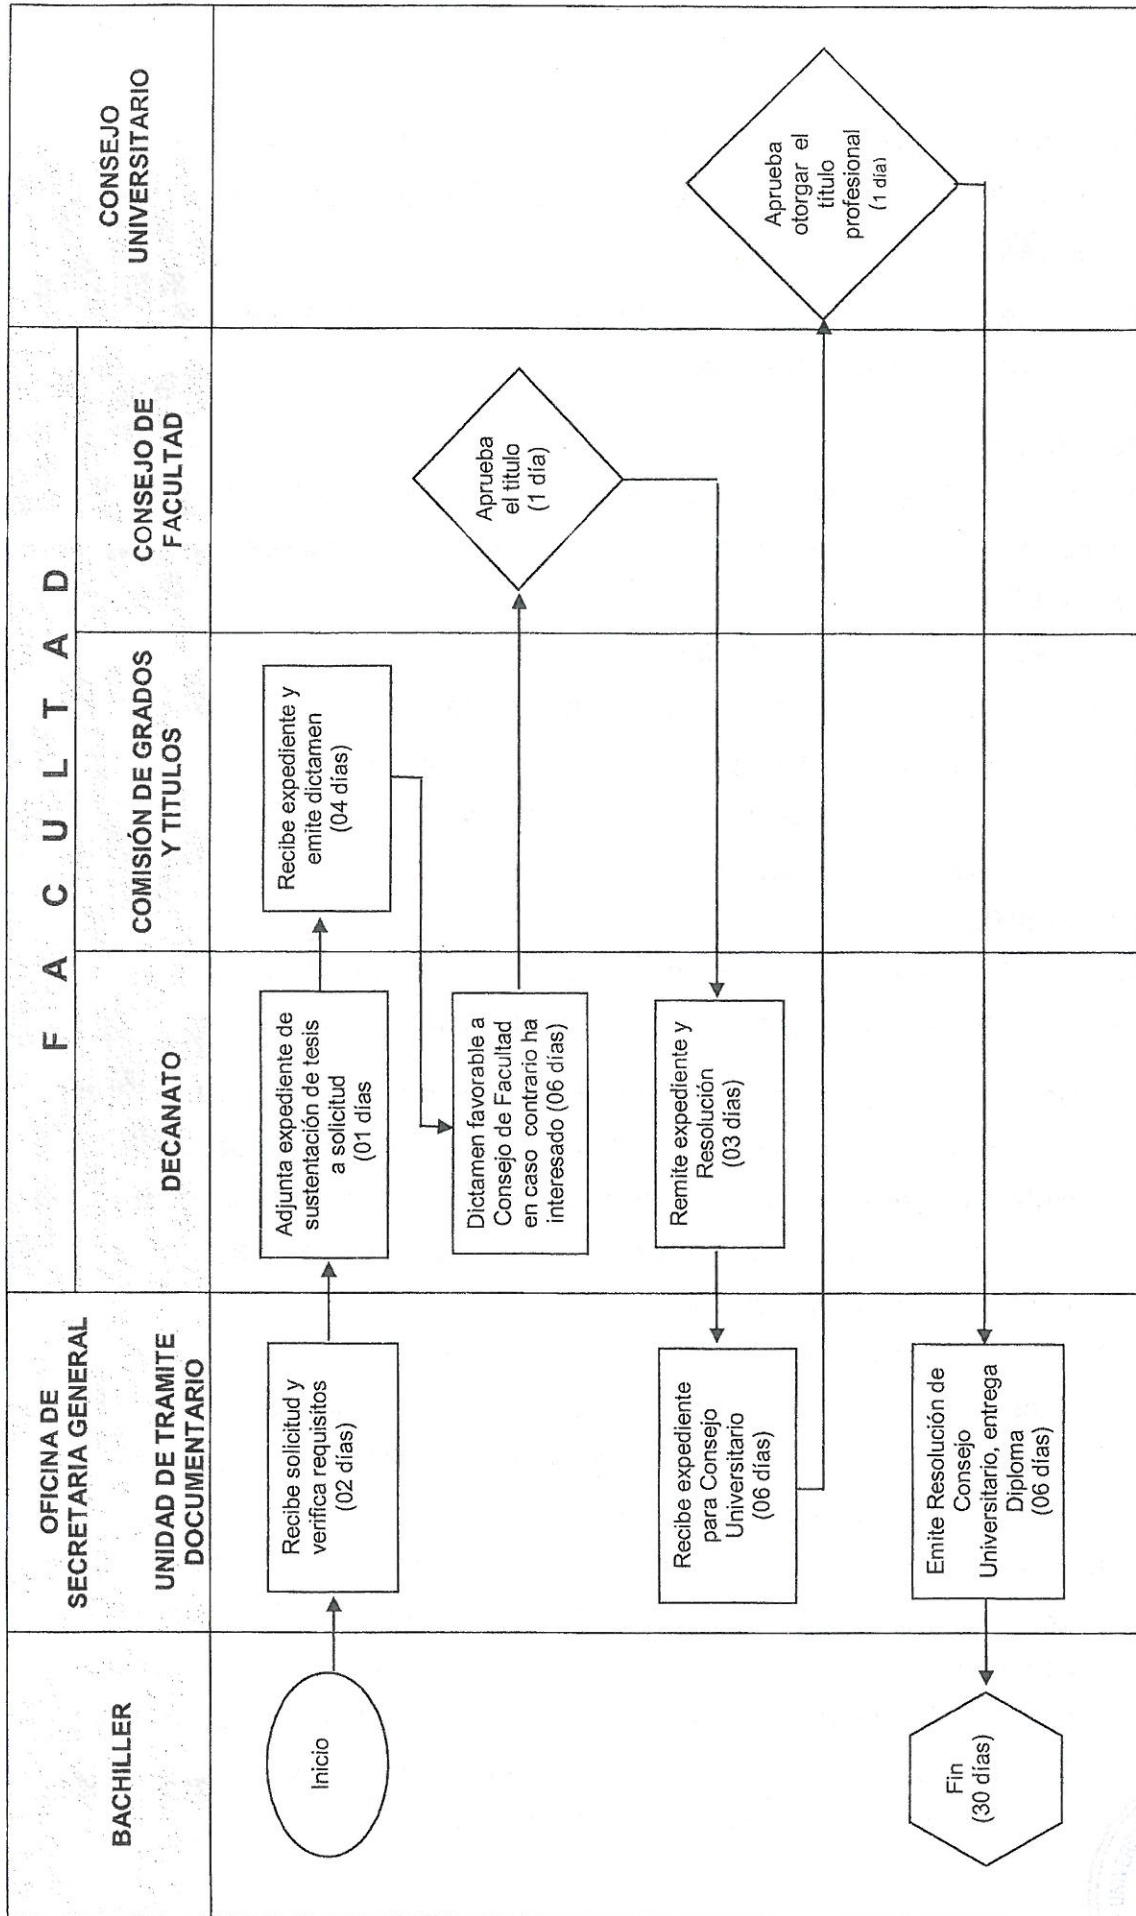 BACHILLER
OFICINA DE
SECRETARIA GENERAL
UNIDAD DE TRAMITE
DOCUMENTARIO
F A C U L T A D
DECANATO
COMISIÓN DE GRADOS
Y TITULOS
CONSEJO DE
FACULTAD
CONSEJO
UNIVERSITARIO
Inicio
Recibe solicitud y
verifica requisitos
(02 días)
Adjunta expediente de
sustentación de tesis
a solicitud
(01 días
Recibe expediente y
emite dictamen
(04 días)
Dictamen favorable a
Consejo de Facultad
en caso contrario ha
interesado (06 días)
Aprueba
el titulo
(1 día)
Remite expediente y
Resolución
(03 días)
Recibe expediente
para Consejo
Universitario
(06 días)
Aprueba
otorgar el
título
profesional
(1 día)
Emite Resolución de
Consejo
Universitario, entrega
Diploma
(06 días)
Fin
(30 días)